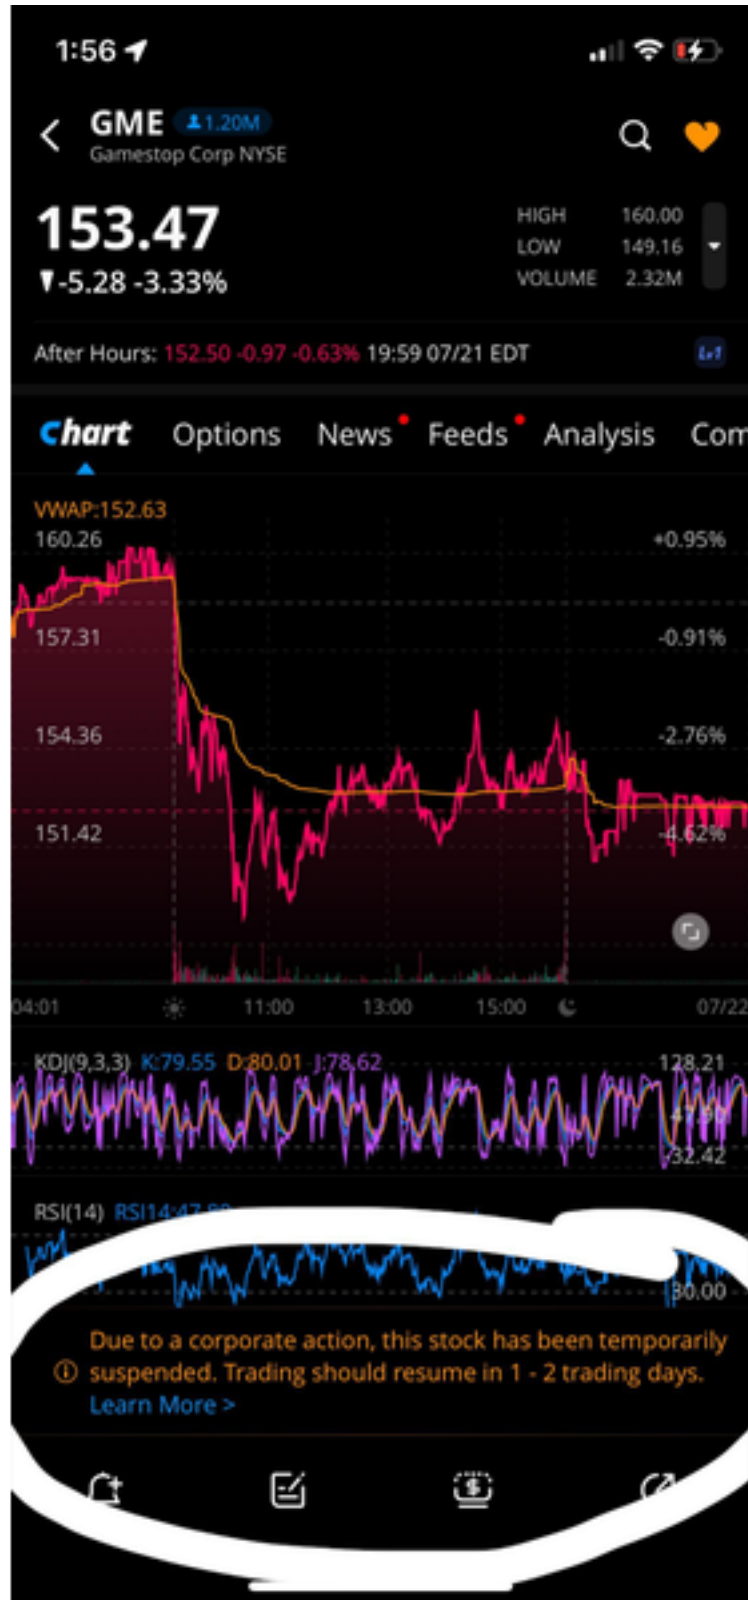 1:56
GME 1.20M
Gamestop Corp NYSE
153.47
-5.28 -3.33%
HIGH 160.00
LOW 149.16
VOLUME 2.32M
After Hours: 152.50 -0.97 -0.63% 19:59 07/21 EDT
Lv1
Chart Options News Feeds Analysis Com
VWAP:152.63
160.26 +0.95%
157.31 -0.91%
154.36 -2.76%
151.42 -4.62%
04:01 11:00 13:00 15:00 07/22
KDJ(9,3,3) K:79.55 D:80.01 J:78.62 128.21
-32.42
RSI(14)
30.00
Due to a corporate action, this stock has been temporarily
suspended. Trading should resume in 1 - 2 trading days.
Learn More >